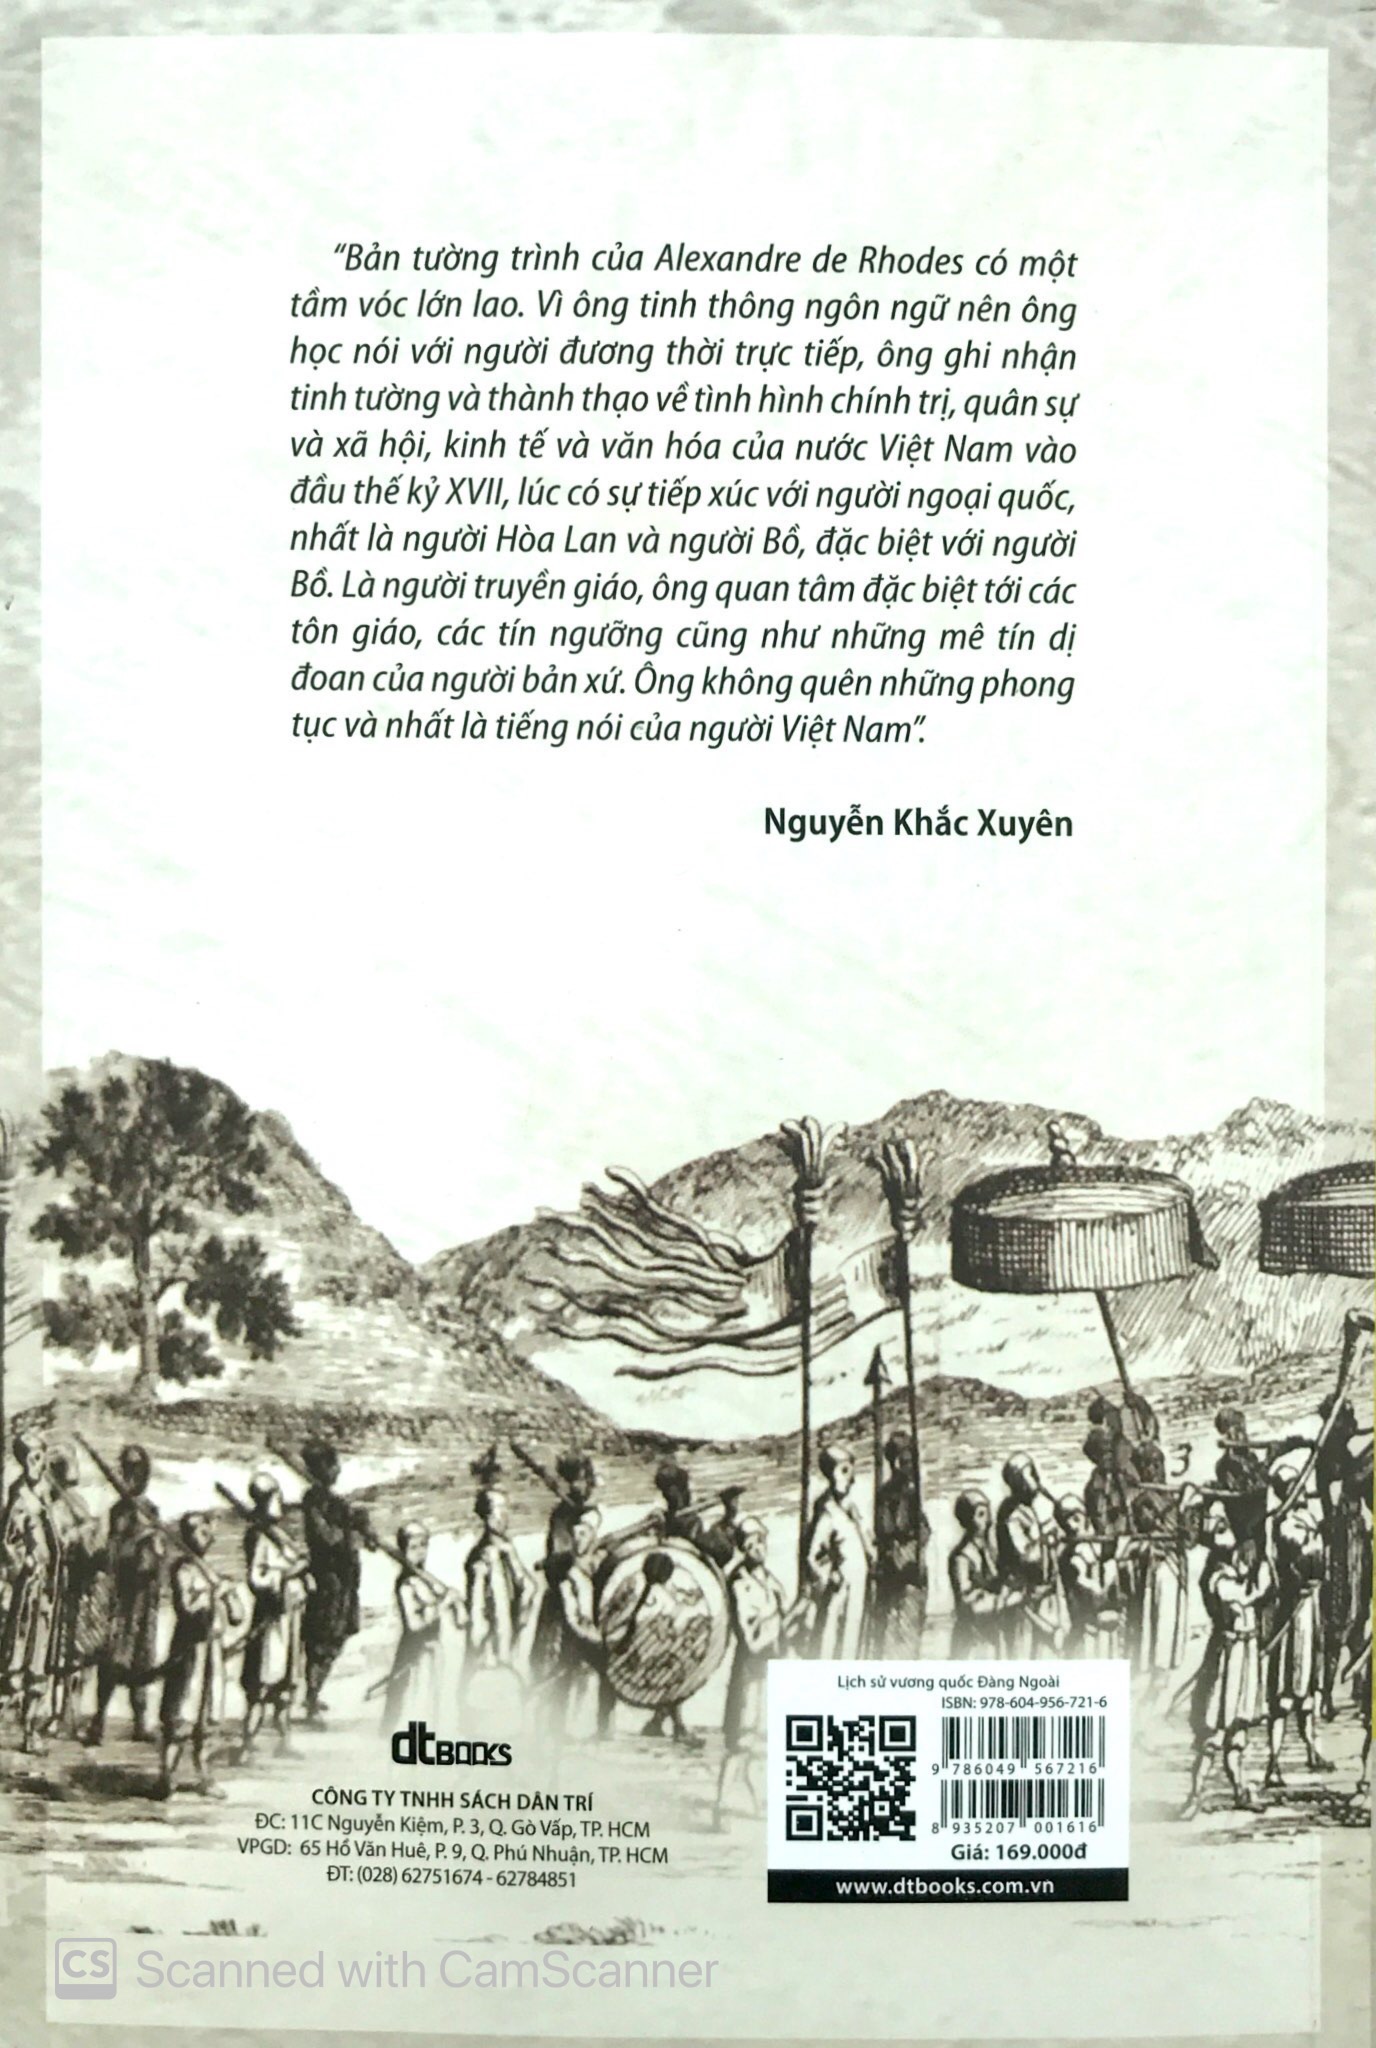 “Bản tường trình của Alexandre de Rhodes có một
tầm vóc lớn lao. Vì ông tinh thông ngôn ngữ nên ông
học nói với người đương thời trực tiếp, ông ghi nhận
tinh tường và thành thạo về tình hình chính trị, quân sự
và xã hội, kinh tế và văn hóa của nước Việt Nam vào
đầu thế kỷ XVII, lúc có sự tiếp xúc với người ngoại quốc,
nhất là người Hòa Lan và người Bồ, đặc biệt với người
Bồ. Là người truyền giáo, ông quan tâm đặc biệt tới các
tôn giáo, các tín ngưỡng cũng như những mê tín dị
đoan của người bản xứ. Ông không quên những phong
tục và nhất là tiếng nói của người Việt Nam”.
Nguyễn Khắc Xuyên
3
dtBOOKS
CÔNG TY TNHH SÁCH DÂN TRÍ
ĐC: 11C Nguyễn Kiệm, P. 3, Q. Gò Vấp, TP. HCM
VPGD: 65 Hồ Văn Huê, P. 9, Q. Phú Nhuận, TP. HCM
ĐT: (028) 62751674 - 62784851
Lịch sử vương quốc Đàng Ngoài
ISBN: 978-604-956-721-6
9 786049 567216
8 935207 001616
Giá: 169.000đ
www.dtbooks.com.vn
CS Scanned with CamScanner